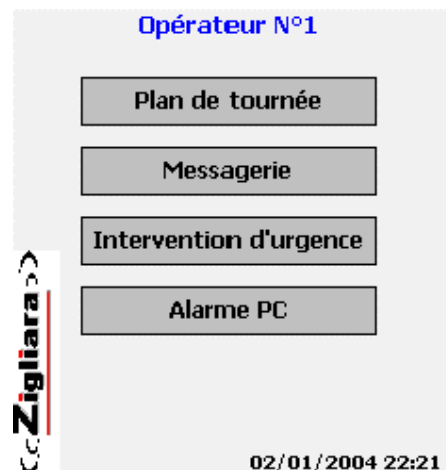 Opérateur N°1
Plan de tournée
Messagerie
Intervention d'urgence
Alarme PC
<<Zigliara>>
02/01/2004 22:21